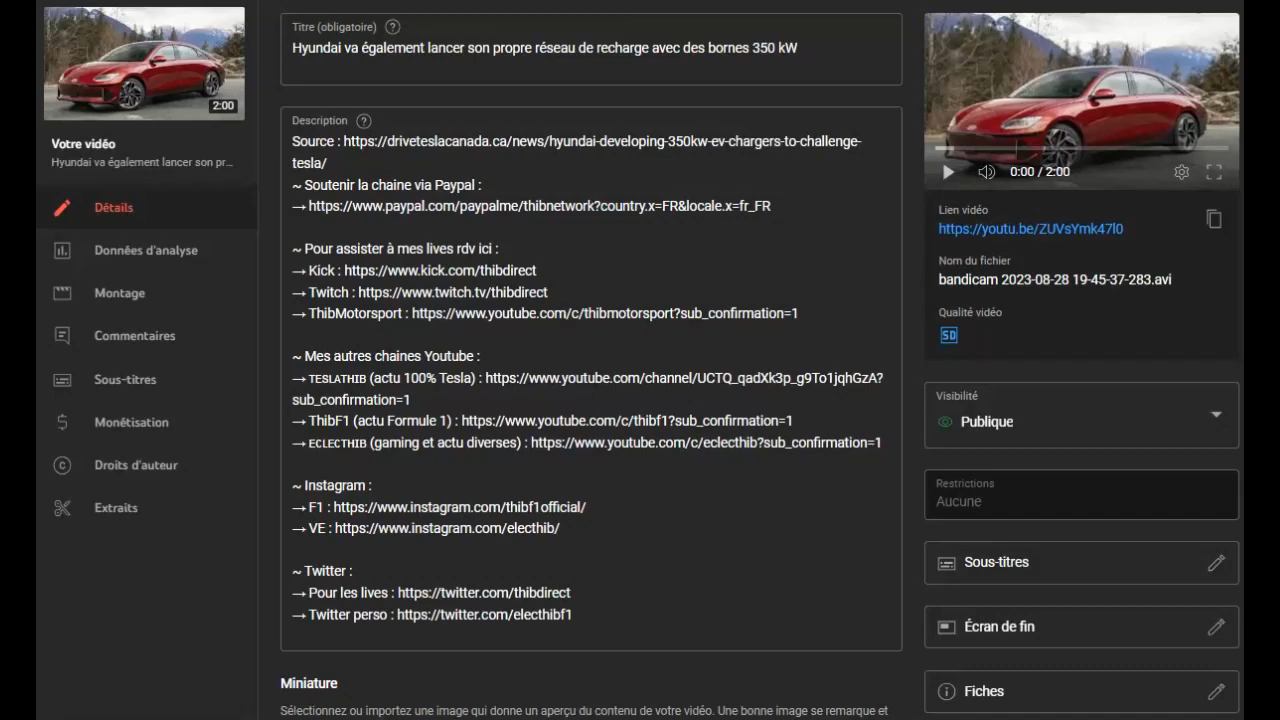 2:00
Votre vidéo
Hyundai va également lancer son pr...
Détails
Données d'analyse
Montage
Commentaires
Sous-titres
Monétisation
Droits d'auteur
Extraits
Titre (obligatoire)
Hyundai va également lancer son propre réseau de recharge avec des bornes 350 kW
Description
Source : https://driveteslacanada.ca/news/hyundai-developing-350kw-ev-chargers-to-challenge-
tesla/
~ Soutenir la chaine via Paypal :
→ https://www.paypal.com/paypalme/thibnetwork?country.x=FR&locale.x=fr_FR
~ Pour assister à mes lives rdv ici :
→ Kick : https://www.kick.com/thibdirect
→ Twitch : https://www.twitch.tv/thibdirect
→ ThibMotorsport : https://www.youtube.com/c/thibmotorsport?sub_confirmation=1
~ Mes autres chaines Youtube :
→ ᴛᴇsʟᴀᴛʜɪʙ (actu 100% Tesla) : https://www.youtube.com/channel/UCTQ_qadXk3p_g9To1jqhGzA?
sub_confirmation=1
→ ThibF1 (actu Formule 1) : https://www.youtube.com/c/thibf1?sub_confirmation=1
→ ᴇᴄʟᴇᴄᴛʜɪʙ (gaming et actu diverses) : https://www.youtube.com/c/eclecthib?sub_confirmation=1
~ Instagram :
→ F1 : https://www.instagram.com/thibf1official/
→ VE : https://www.instagram.com/electhib/
~ Twitter :
→ Pour les lives : https://twitter.com/thibdirect
→ Twitter perso : https://twitter.com/electhibf1
Miniature
Sélectionnez ou importez une image qui donne un aperçu du contenu de votre vidéo. Une bonne image se remarque et
0:00 / 2:00
Lien vidéo
https://youtu.be/ZUVsYmk47l0
Nom du fichier
bandicam 2023-08-28 19-45-37-283.avi
Qualité vidéo
SD
Visibilité
Publique
Restrictions
Aucune
Sous-titres
Écran de fin
Fiches